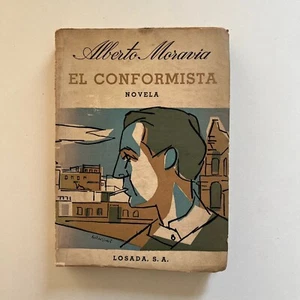 Alberto Moravia
EL CONFORMISTA
NOVELA
LOSADA, S. A.